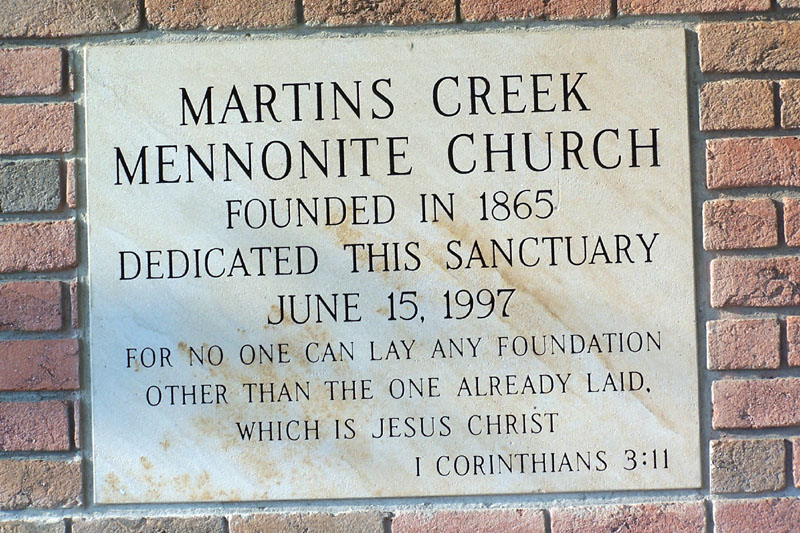 MARTINS CREEK
MENNONITE CHURCH
FOUNDED IN 1865
DEDICATED THIS SANCTUARY
JUNE 15, 1997
FOR NO ONE CAN LAY ANY FOUNDATION
OTHER THAN THE ONE ALREADY LAID,
WHICH IS JESUS CHRIST
I CORINTHIANS 3:11